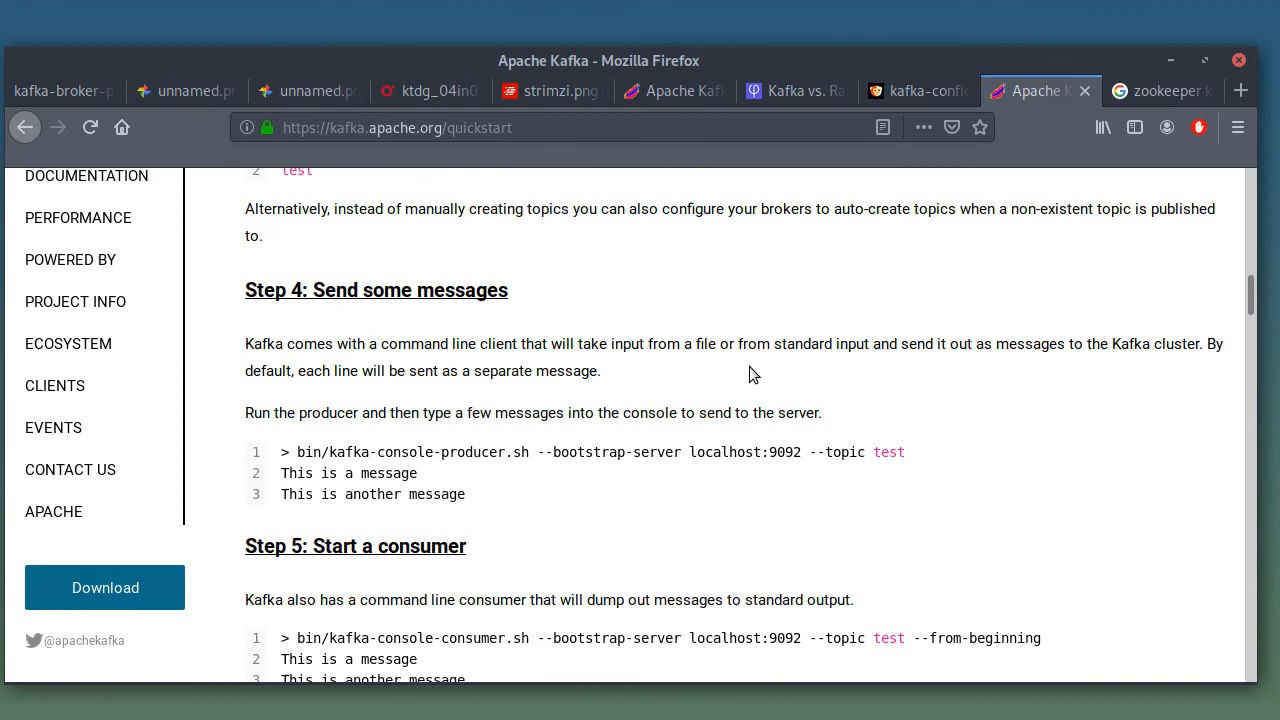 Apache Kafka - Mozilla Firefox
kafka-broker-p
unnamed.pn
unnamed.pn
ktdg_04in0
strimzi.png
Apache Kaf
Kafka vs. Ra
kafka-confi
Apache K
zookeeper k
https://kafka.apache.org/quickstart
DOCUMENTATION
PERFORMANCE
POWERED BY
PROJECT INFO
ECOSYSTEM
CLIENTS
EVENTS
CONTACT US
APACHE
Download
@apachekafka
2 test
Alternatively, instead of manually creating topics you can also configure your brokers to auto-create topics when a non-existent topic is published
to.
Step 4: Send some messages
Kafka comes with a command line client that will take input from a file or from standard input and send it out as messages to the Kafka cluster. By
default, each line will be sent as a separate message.
Run the producer and then type a few messages into the console to send to the server.
1 > bin/kafka-console-producer.sh --bootstrap-server localhost:9092 --topic test
2 This is a message
3 This is another message
Step 5: Start a consumer
Kafka also has a command line consumer that will dump out messages to standard output.
1 > bin/kafka-console-consumer.sh --bootstrap-server localhost:9092 --topic test --from-beginning
2 This is a message
3 This is another message